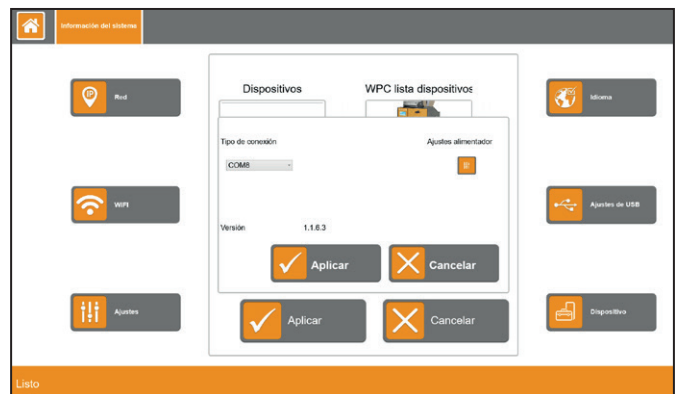 Información del sistema
IP
Red
WIFI
Ajustes
Dispositivos
WPC lista dispositivos
Tipo de conexión
Ajustes alimentador
COM8
Versión
1.1.6.3
Aplicar
Cancelar
Aplicar
Cancelar
Idioma
Ajustes de USB
Dispositivo
Listo